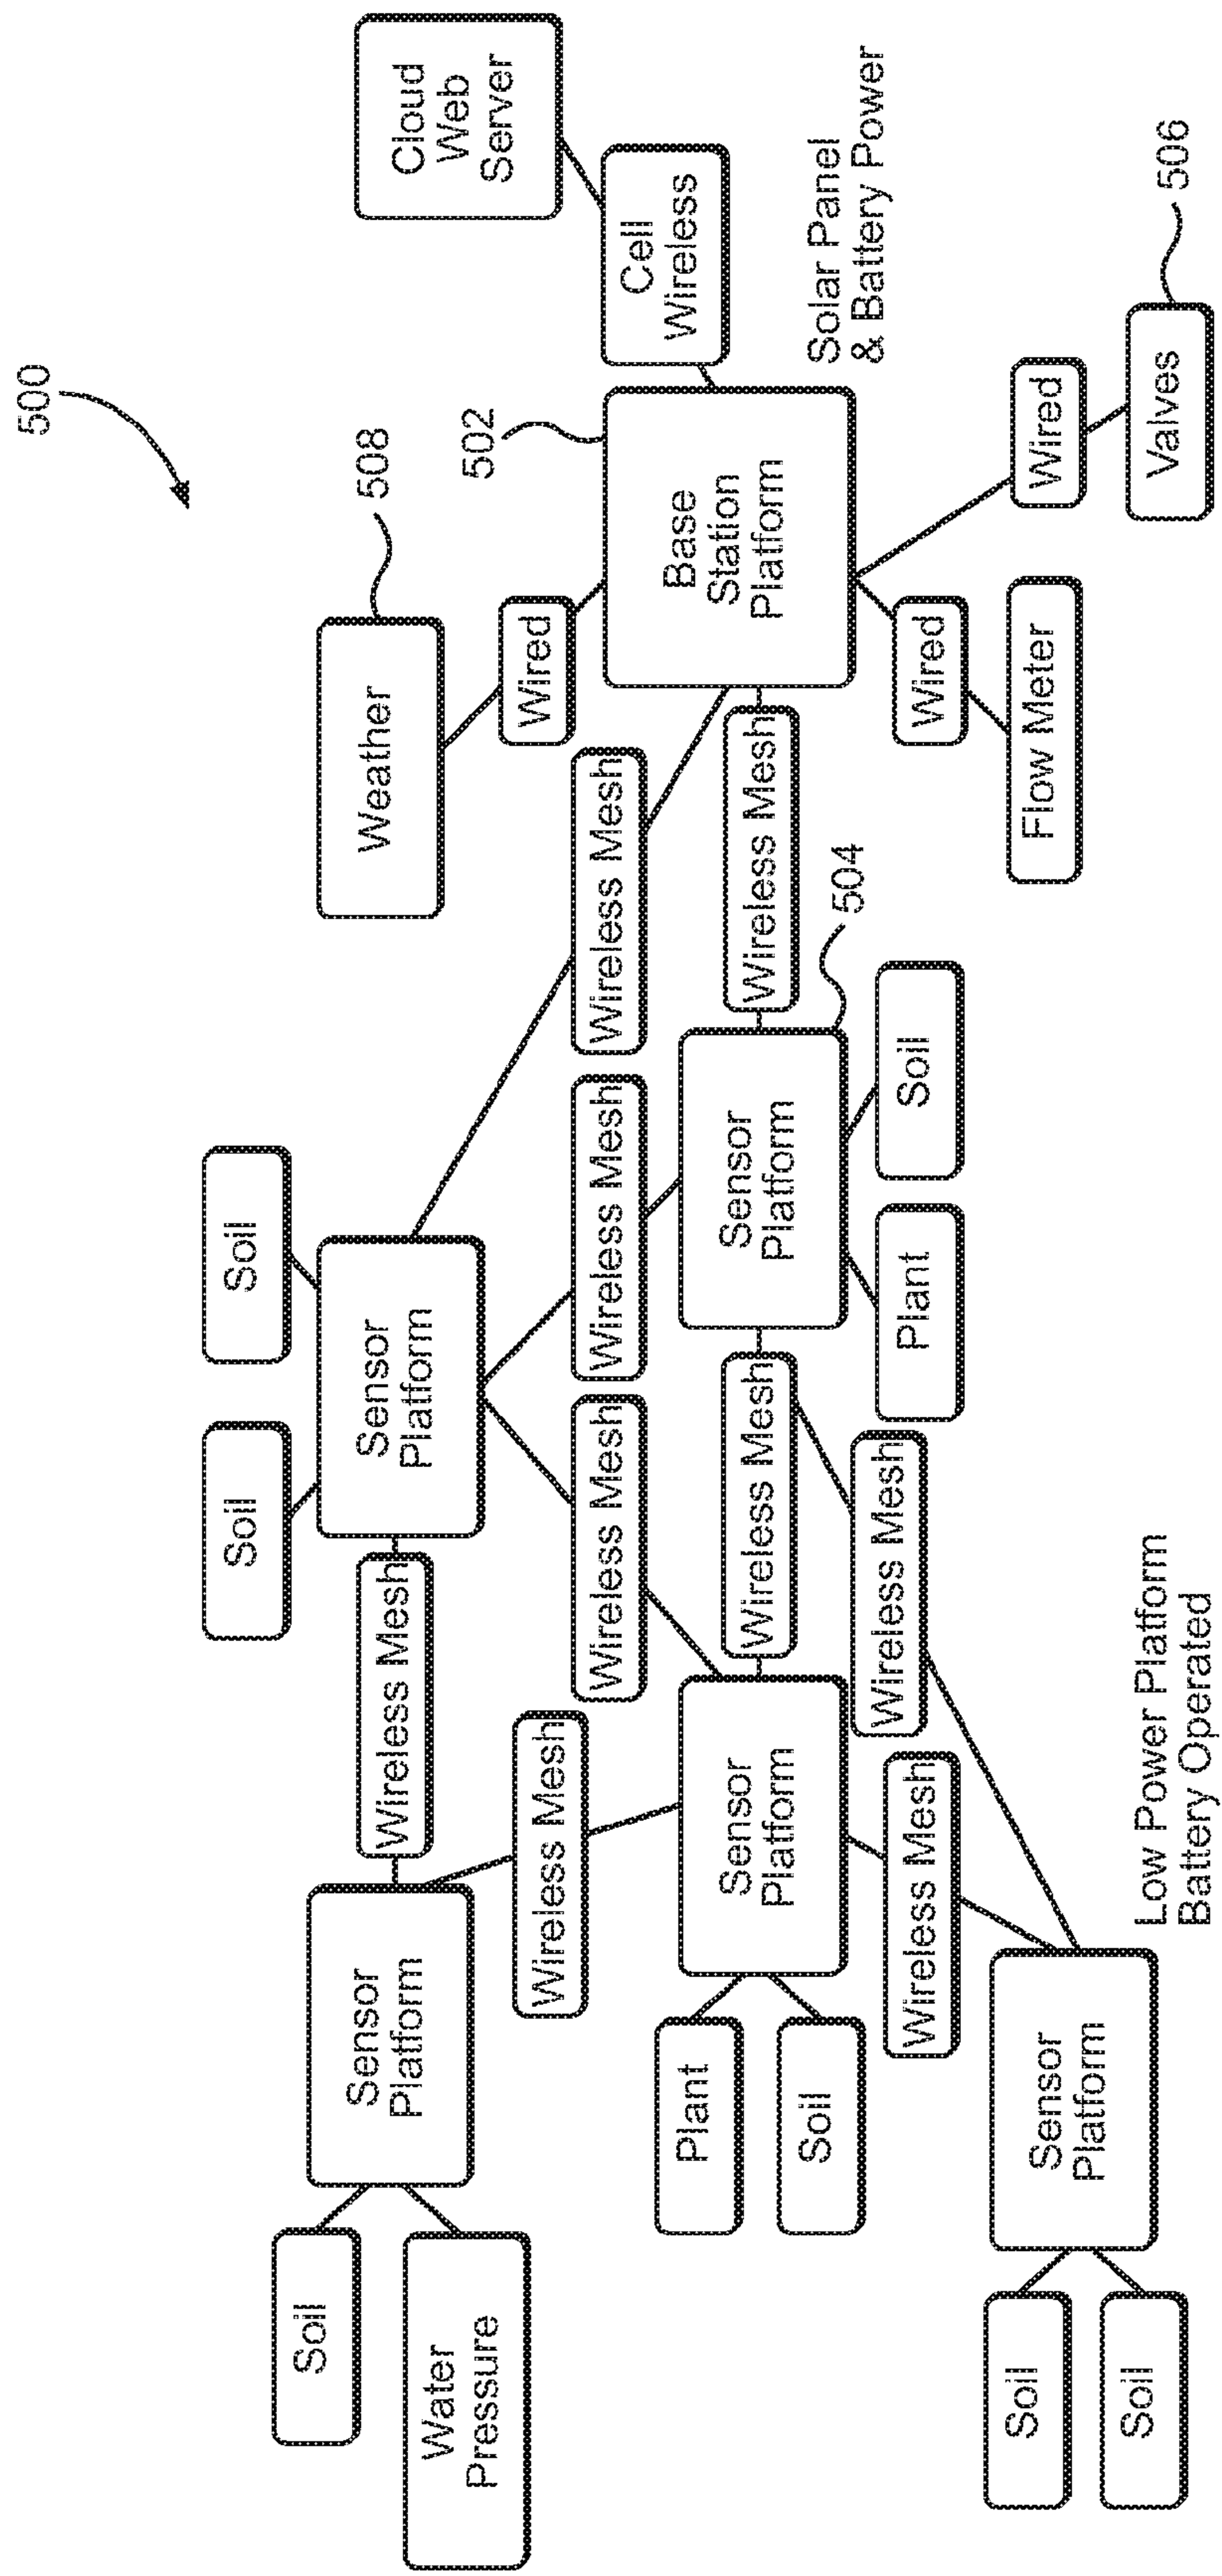 500
Cloud
Web
Server
Cell
Wireless
Solar Panel
& Battery Power
508
502
506
Weather
Wired
Base
Station
Platform
Wired
Valves
Wired
Flow Meter
Wireless Mesh
Wireless Mesh
504
Soil
Soil
Sensor
Platform
Wireless Mesh
Sensor
Platform
Soil
Plant
Wireless Mesh
Wireless Mesh
Wireless Mesh
Wireless Mesh
Wireless Mesh
Sensor
Platform
Sensor
Platform
Wireless Mesh
Low Power Platform
Battery Operated
Soil
Water
Pressure
Plant
Soil
Sensor
Platform
Soil
Soil